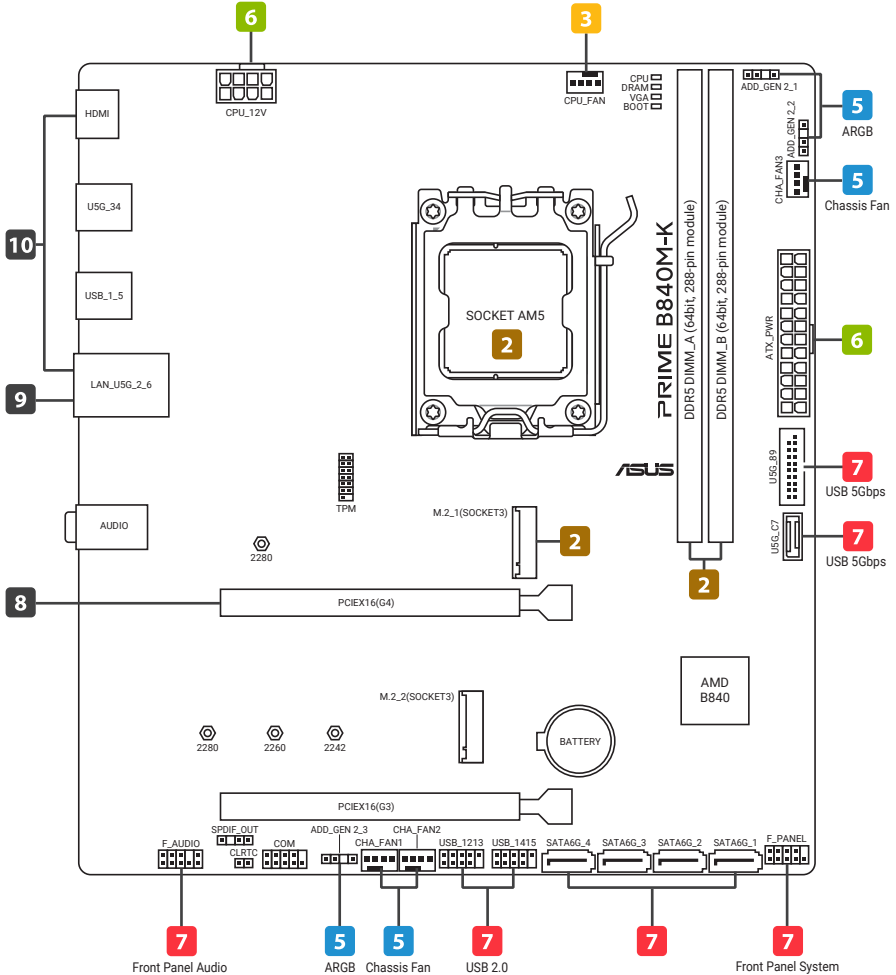 6
3
CPU_12V
CPU_FAN
CPU
DRAM
VGA
BOOT
ADD_GEN 2_1
ADD_GEN 2_2
5
ARGB
HDMI
CHA_FAN3
5
Chassis Fan
U5G_34
10
USB_1_5
SOCKET AM5
2
PRIME B840M-K
DDR5 DIMM_A (64bit, 288-pin module)
DDR5 DIMM_B (64bit, 288-pin module)
ATX_PWR
6
LAN_U5G_2_6
9
ASUS
U5G_89
7
USB 5Gbps
TPM
AUDIO
M.2_1(SOCKET3)
2
U5G_C7
7
USB 5Gbps
2280
2
8
PCIEX16(G4)
AMD
B840
M.2_2(SOCKET3)
2280
2260
2242
BATTERY
PCIEX16(G3)
SPDIF_OUT
F_AUDIO
CLRTC
COM
ADD_GEN 2_3
CHA_FAN1
CHA_FAN2
USB_1213
USB_1415
SATA6G_4
SATA6G_3
SATA6G_2
SATA6G_1
F_PANEL
7
Front Panel Audio
5
ARGB
5
Chassis Fan
7
USB 2.0
7
7
Front Panel System